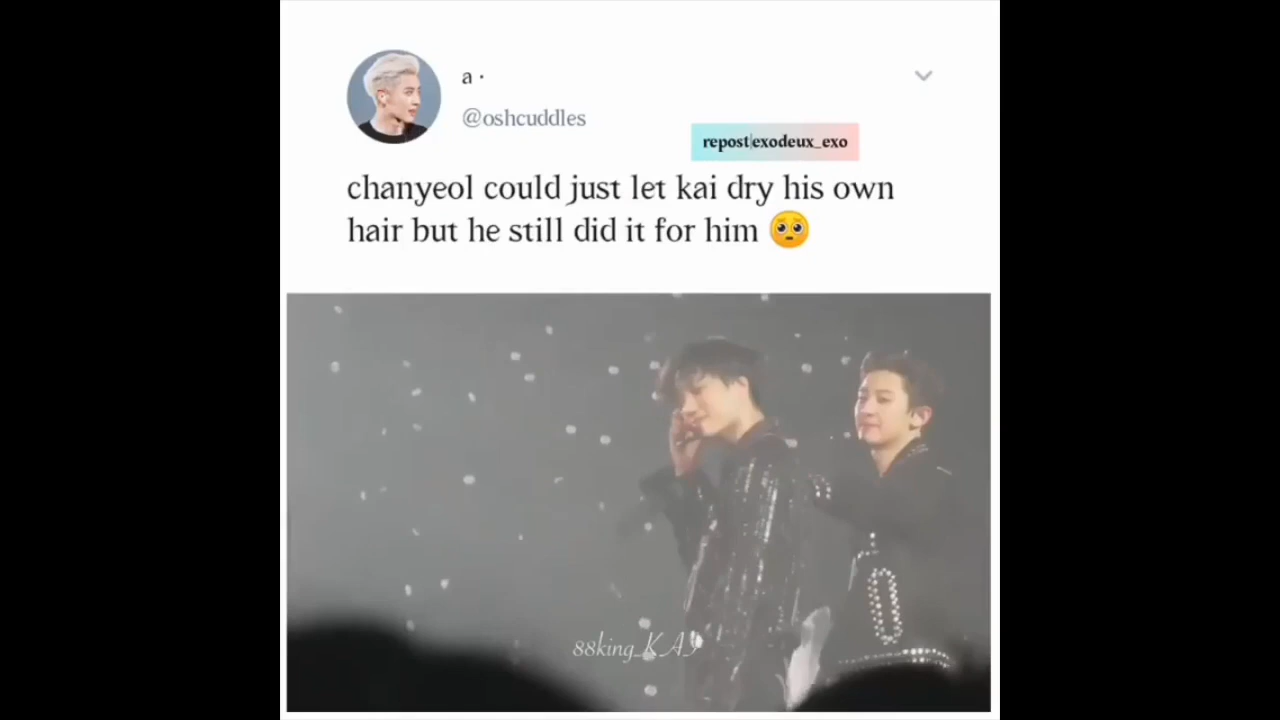 a ·
@oshcuddles
repost|exodeux_exo
chanyeol could just let kai dry his own
hair but he still did it for him 🥺
88king_KAI